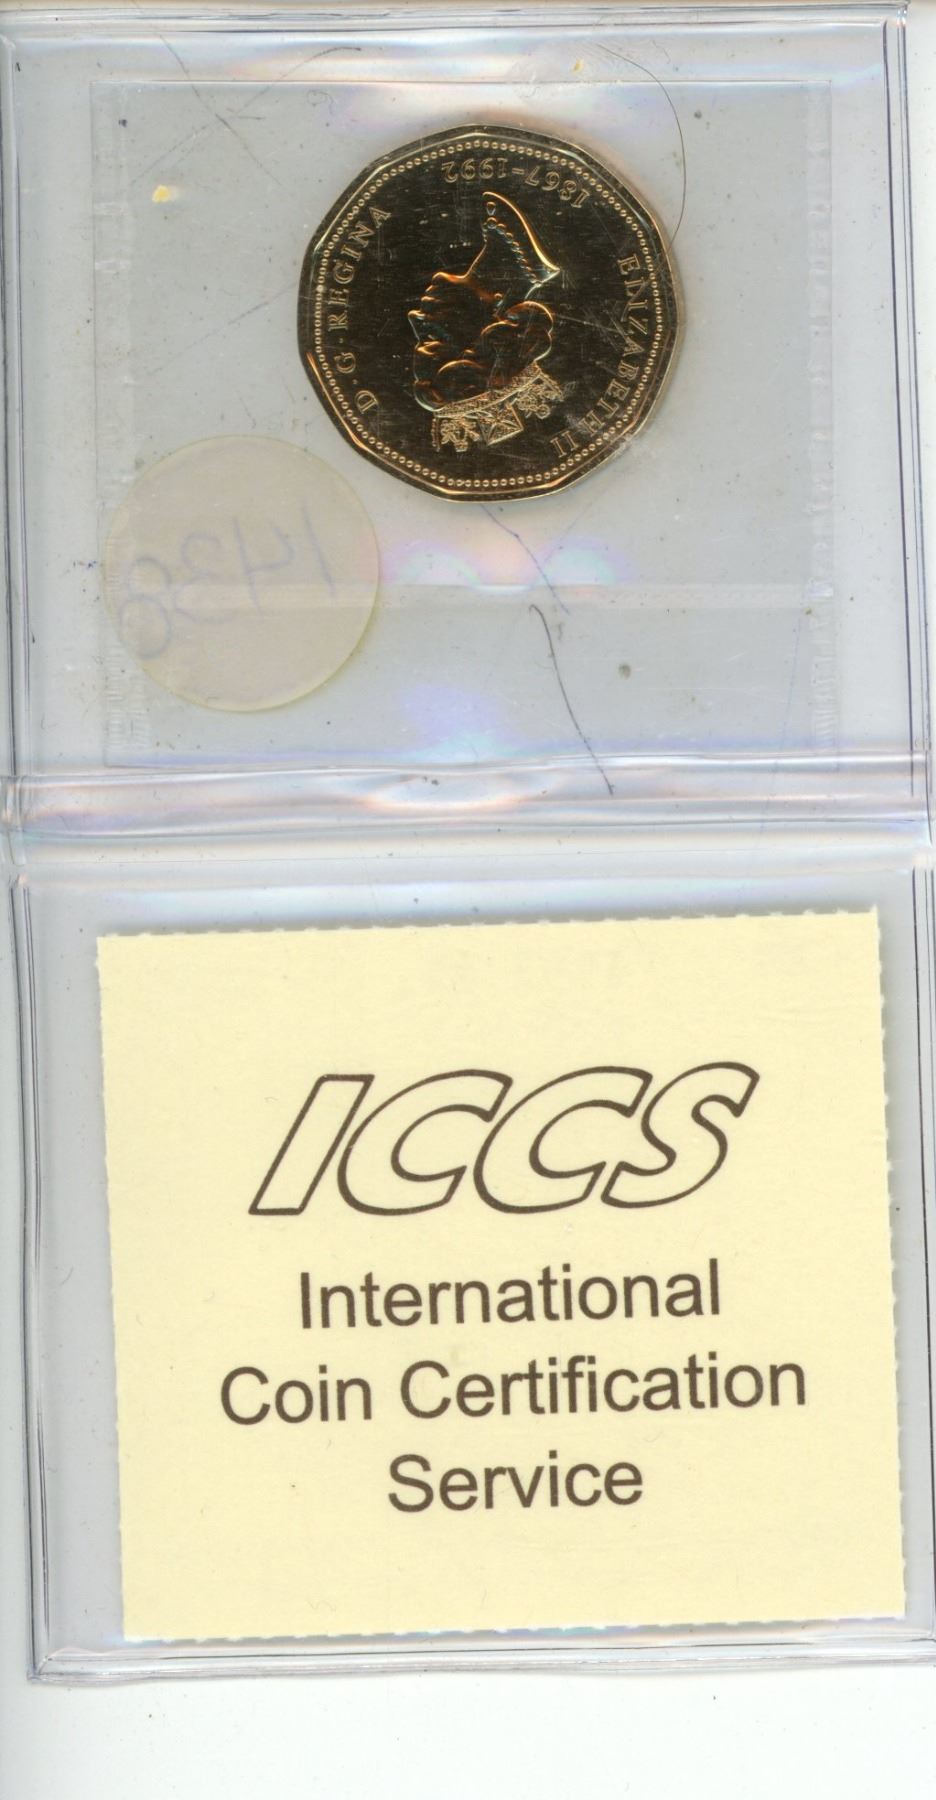 ELIZABETH II
D·G·REGINA
1867-1992
1438
ICCS
International
Coin Certification
Service